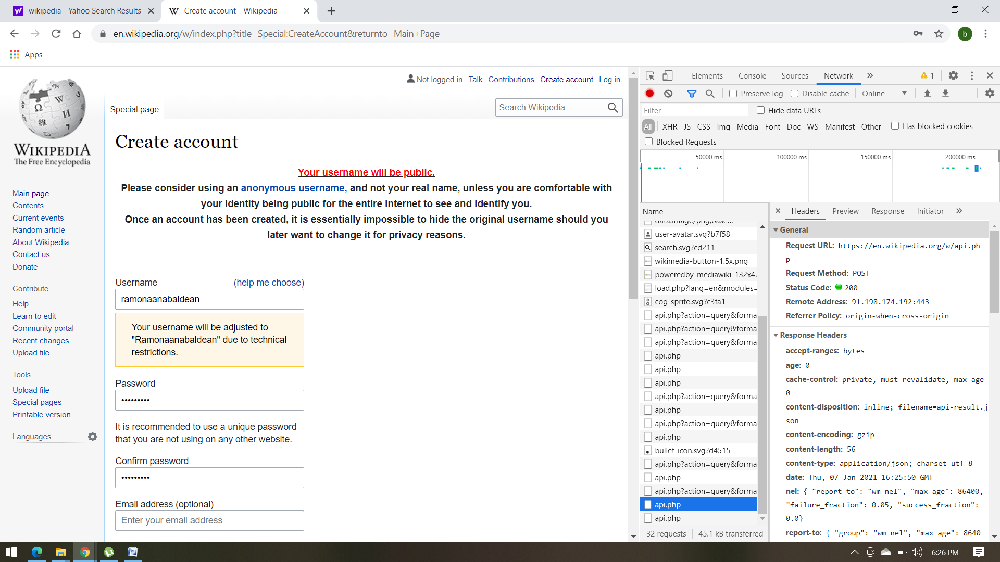 wikipedia - Yahoo Search Results
Create account - Wikipedia
en.wikipedia.org/w/index.php?title=Special:CreateAccount&returnto=Main+Page
b
Apps
WIKIPEDIA
The Free Encyclopedia
Main page
Contents
Current events
Random article
About Wikipedia
Contact us
Donate
Contribute
Help
Learn to edit
Community portal
Recent changes
Upload file
Tools
Upload file
Special pages
Printable version
Languages
Not logged in Talk Contributions Create account Log in
Special page
Search Wikipedia
Create account
Your username will be public.
Please consider using an anonymous username, and not your real name, unless you are comfortable with
your identity being public for the entire internet to see and identify you.
Once an account has been created, it is essentially impossible to hide the original username should you
later want to change it for privacy reasons.
Username (help me choose)
ramonaanabaldean
Your username will be adjusted to
"Ramonaanabaldean" due to technical
restrictions.
Password
•••••••••
It is recommended to use a unique password
that you are not using on any other website.
Confirm password
•••••••••
Email address (optional)
Enter your email address
Elements Console Sources Network » 1
Preserve log Disable cache Online
Filter Hide data URLs
All XHR JS CSS Img Media Font Doc WS Manifest Other Has blocked cookies
Blocked Requests
50000 ms 100000 ms 150000 ms 200000 ms
Name
data:image/png;base...
user-avatar.svg?b7f58
search.svg?cd211
wikimedia-button-1.5x.png
poweredby_mediawiki_132x47
load.php?lang=en&modules=
cog-sprite.svg?c3fa1
api.php?action=query&forma
api.php?action=query&forma
api.php?action=query&forma
api.php
api.php
api.php
api.php?action=query&forma
api.php
api.php?action=query&forma
api.php
bullet-icon.svg?d4515
api.php?action=query&forma
api.php
api.php?action=query&forma
api.php
api.php
32 requests 45.1 kB transferred
Headers Preview Response Initiator »
General
Request URL: https://en.wikipedia.org/w/api.ph
p
Request Method: POST
Status Code: 200
Remote Address: 91.198.174.192:443
Referrer Policy: origin-when-cross-origin
Response Headers
accept-ranges: bytes
age: 0
cache-control: private, must-revalidate, max-age=
0
content-disposition: inline; filename=api-result.j
son
content-encoding: gzip
content-length: 56
content-type: application/json; charset=utf-8
date: Thu, 07 Jan 2021 16:25:50 GMT
nel: { "report_to": "wm_nel", "max_age": 86400,
"failure_fraction": 0.05, "success_fraction":
0.0}
report-to: { "group": "wm_nel", "max_age": 8640
6:26 PM